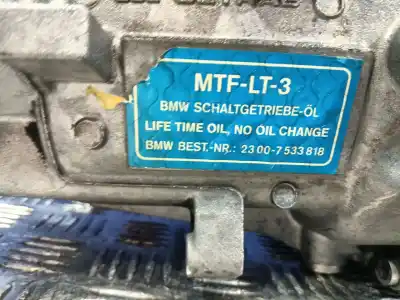 MTF-LT-3
BMW SCHALTGETRIEBE-ÖL
LIFE TIME OIL, NO OIL CHANGE
BMW BEST.-NR.: 23 00-7 533 818